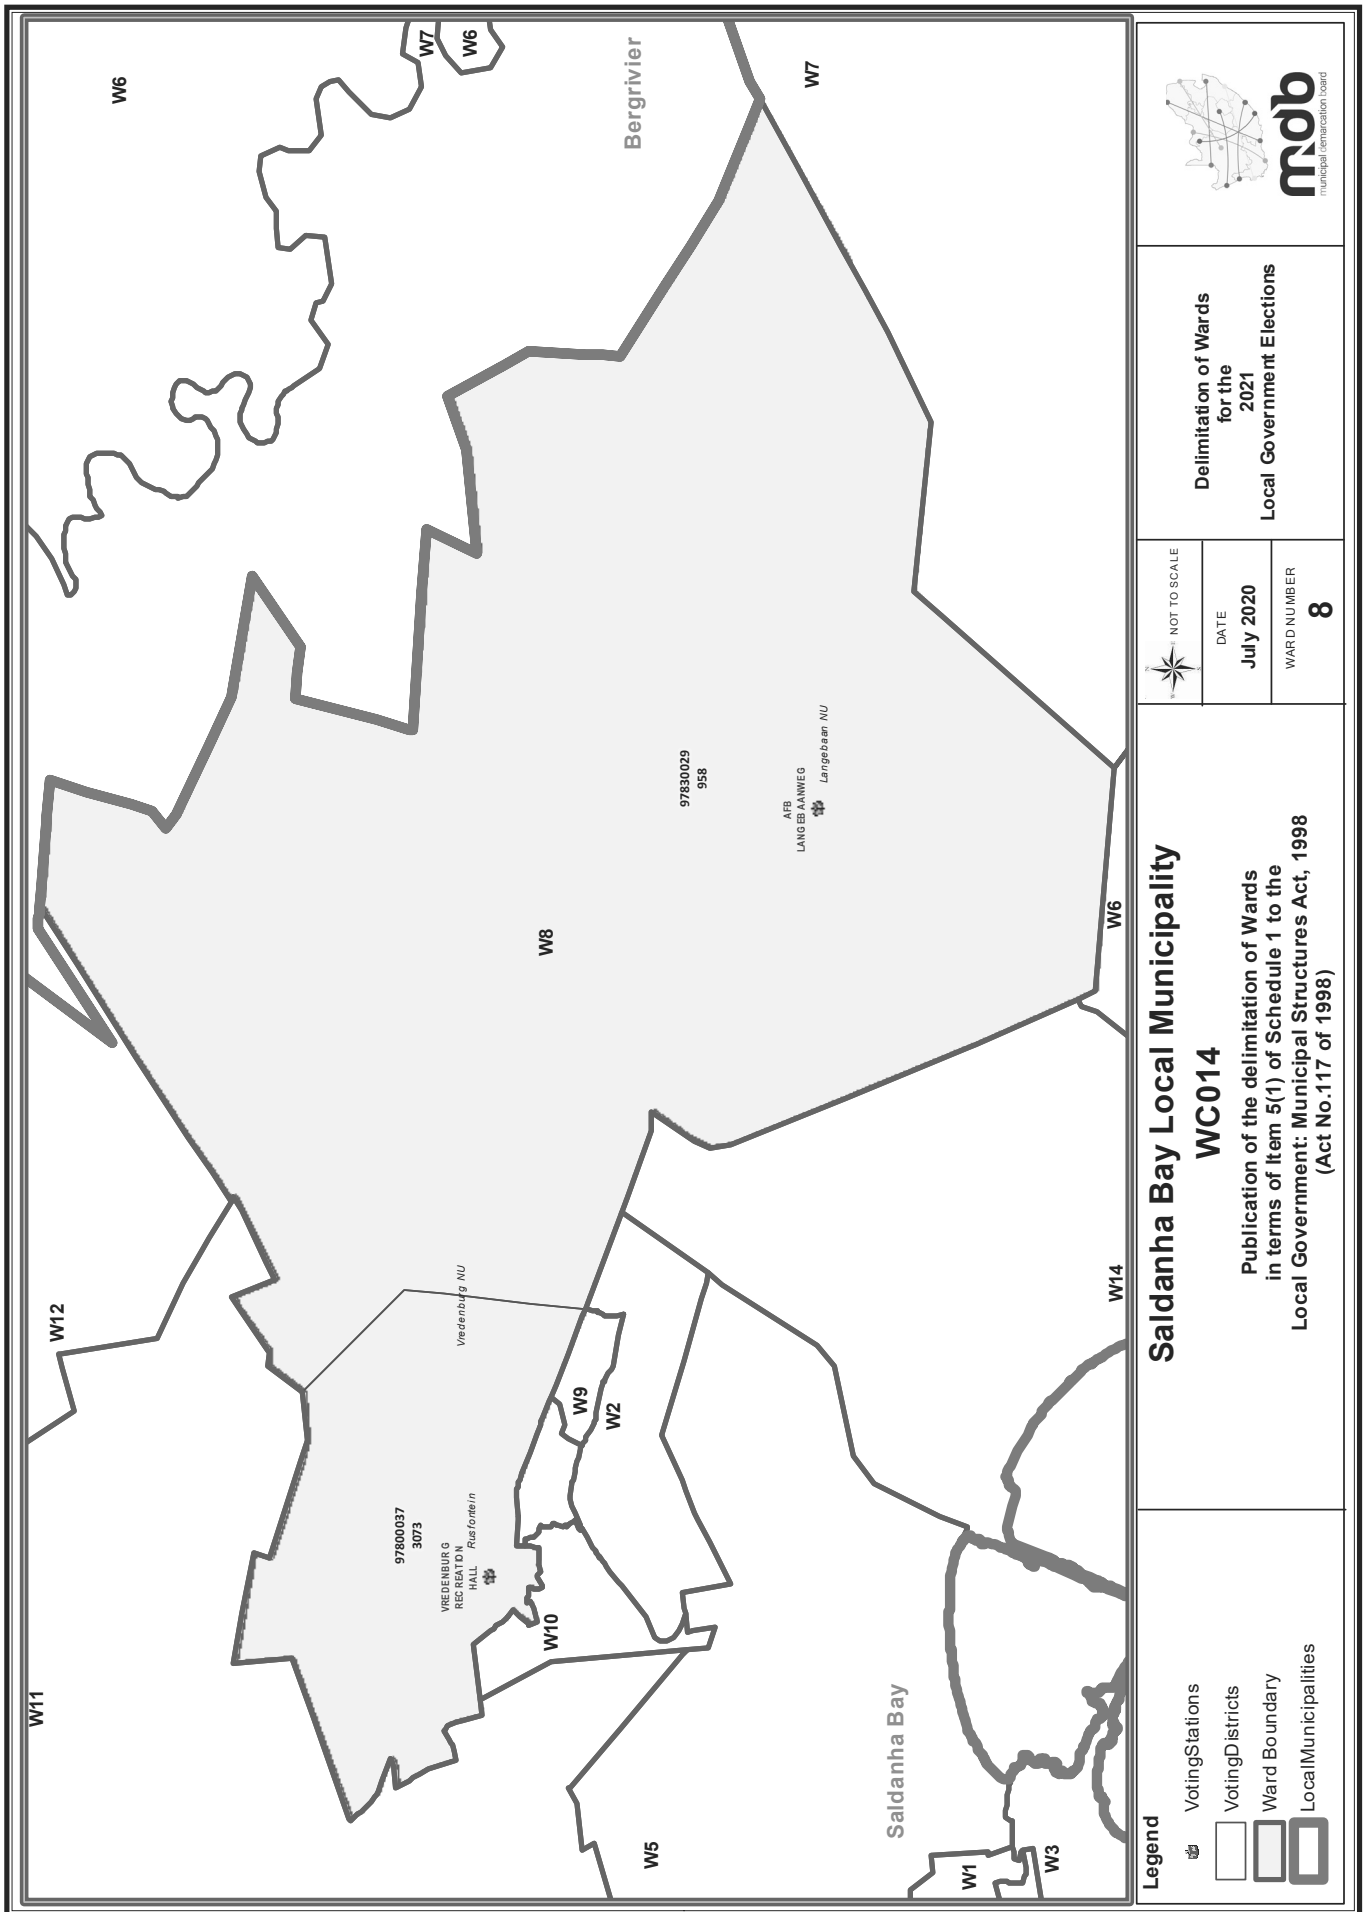 W6
W7
W6
Bergrivier
W7
W12
W8
97830029
958
AFB
LANGEBAANWEG
Langebaan NU
W6
Vredenburg NU
W9
W2
W14
W11
97800037
3073
VREDENBURG
RECREATION
HALL
Rusfontein
W10
Saldanha Bay
W5
W1
W3
Legend
VotingStations
VotingDistricts
Ward Boundary
LocalMunicipalities
Saldanha Bay Local Municipality
WC014
Publication of the delimitation of Wards
in terms of Item 5(1) of Schedule 1 to the
Local Government: Municipal Structures Act, 1998
(Act No.117 of 1998)
N
W E
S
NOT TO SCALE
DATE
July 2020
WARD NUMBER
8
Delimitation of Wards
for the
2021
Local Government Elections
mdb
municipal demarcation board